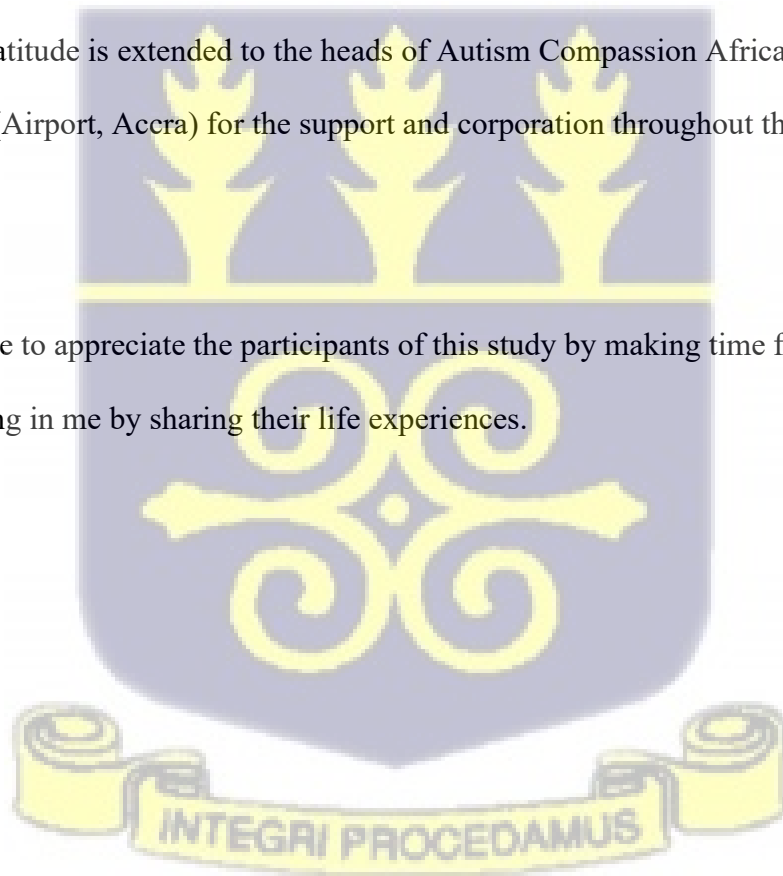 atitude is extended to the heads of Autism Compassion Africa
(Airport, Accra) for the support and corporation throughout th
e to appreciate the participants of this study by making time f
ng in me by sharing their life experiences.
INTEGRI PROCEDAMUS